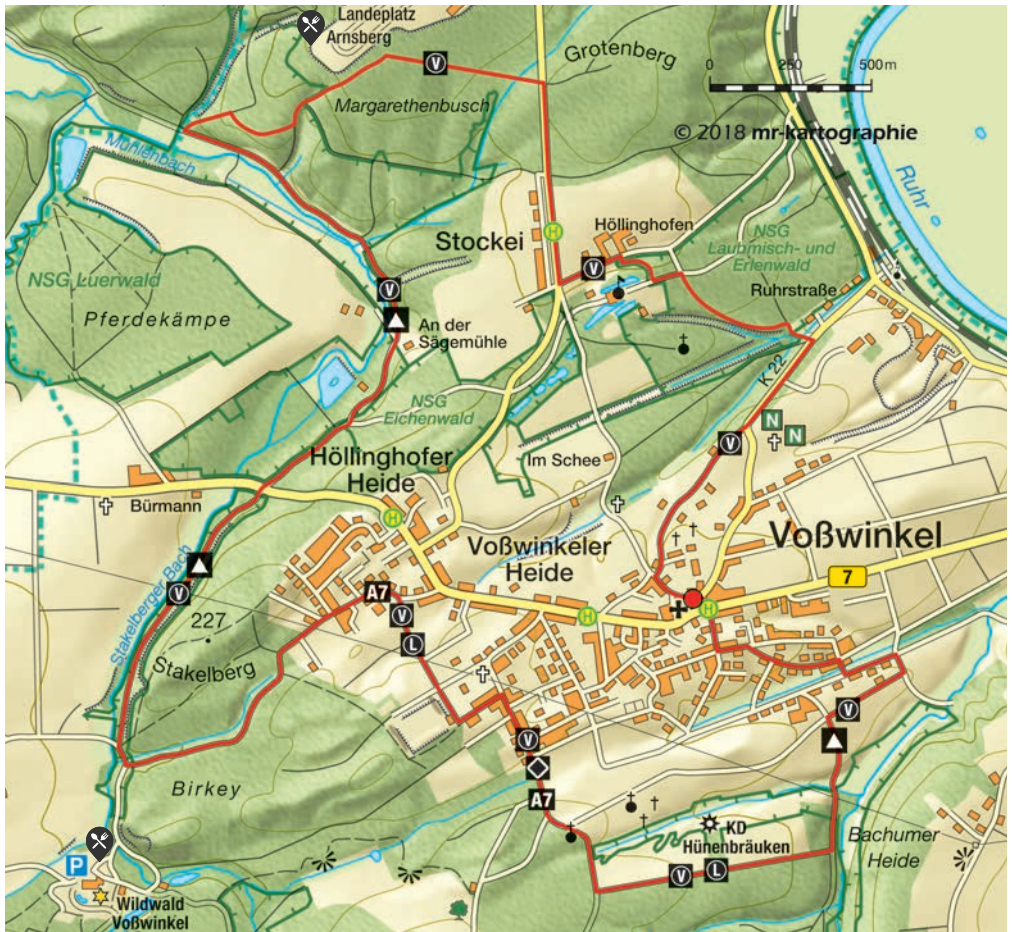 Landeplatz
Arnsberg
Grotenberg
0 250 500 m
© 2018 mr-kartographie
V
Margarethenbusch
Mühlenbach
Ruhr
Stockei
H
Höllinghofen
V
NSG
Laubmisch- und
Erlenwald
Ruhrstraße
NSG Luerwald
Pferdekämpe
V
An der
Sägemühle
K 22
NSG
Eichenwald
N
N
V
Höllinghofer
Heide
Im Schee
Bürmann
H
Voßwinkeler
Heide
Voßwinkel
7
Stakelberger Bach
V
A7
V
L
H
H
227
Stakelberg
V
V
Birkey
A7
KD
Hünenbräuken
Bachumer
Heide
V
L
P
Wildwald
Voßwinkel